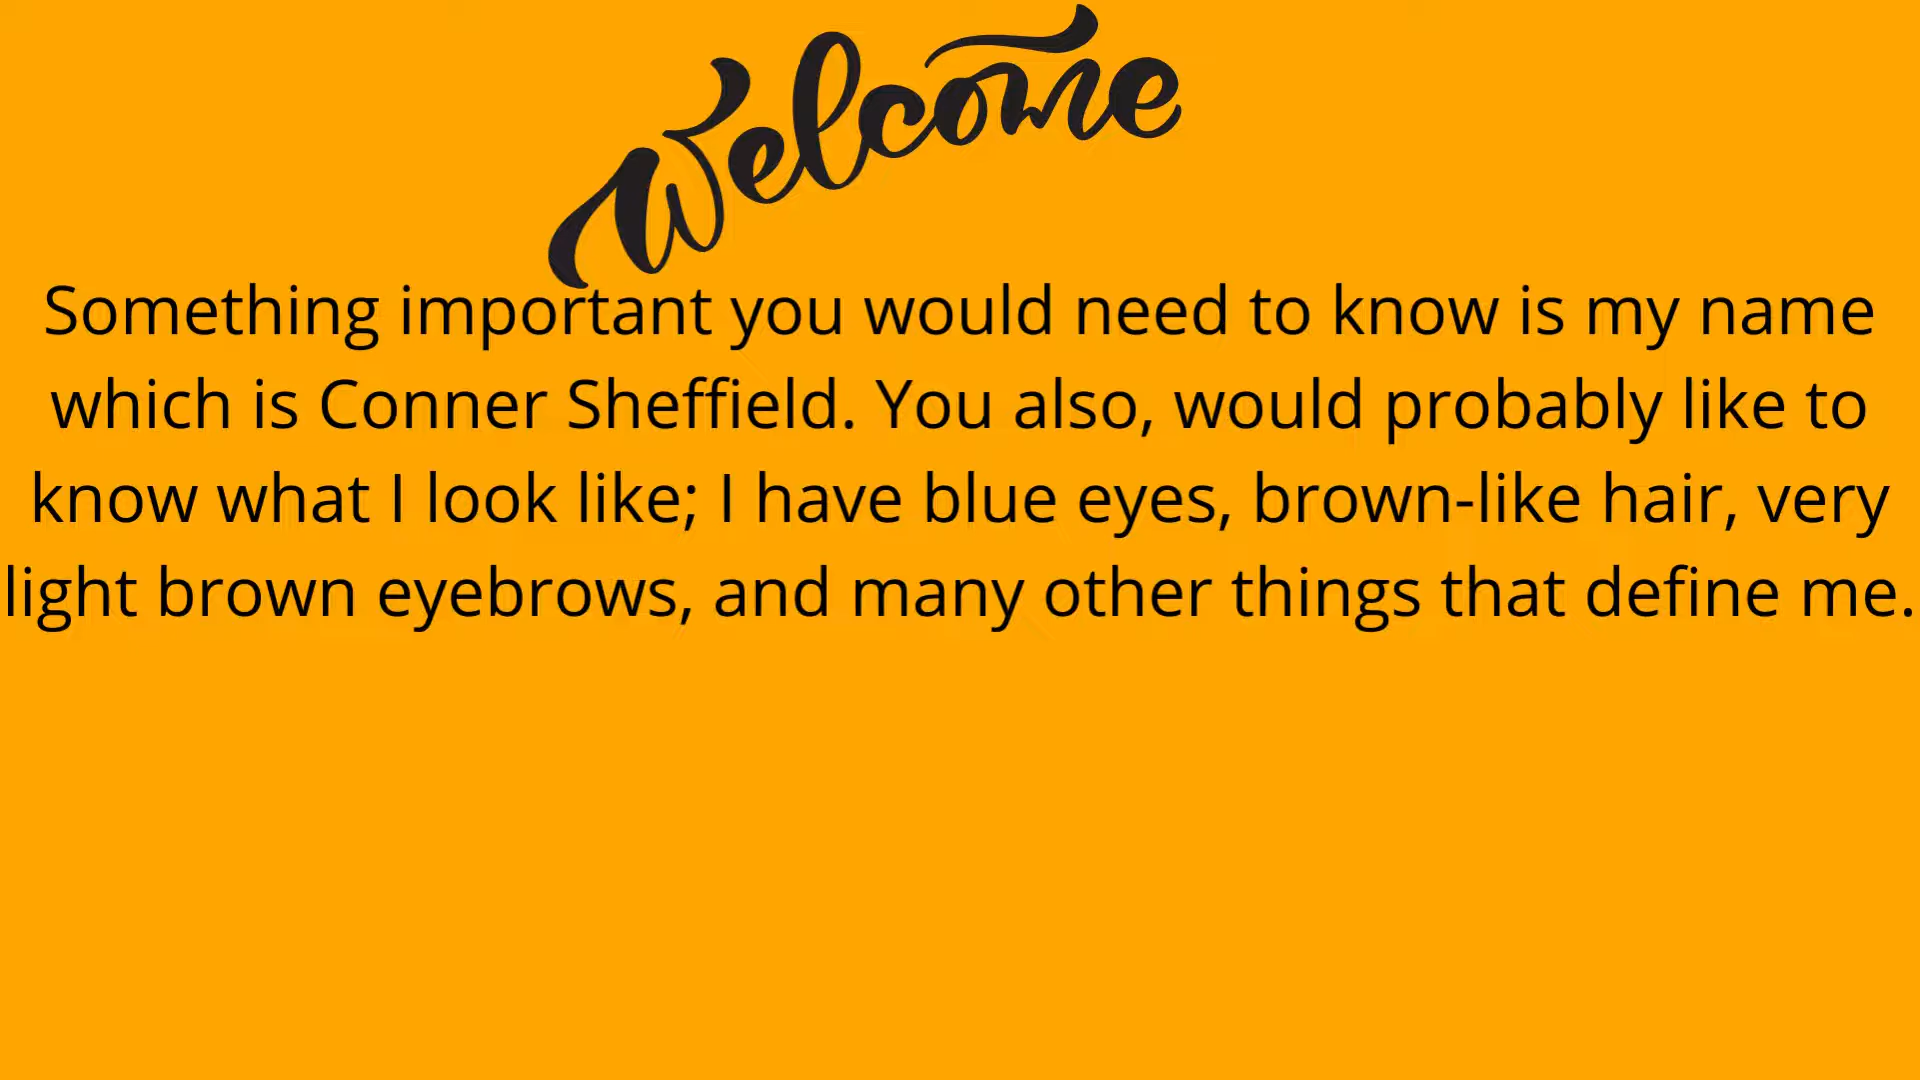 Welcome
Something important you would need to know is my name
which is Conner Sheffield. You also, would probably like to
know what I look like; I have blue eyes, brown-like hair, very
light brown eyebrows, and many other things that define me.